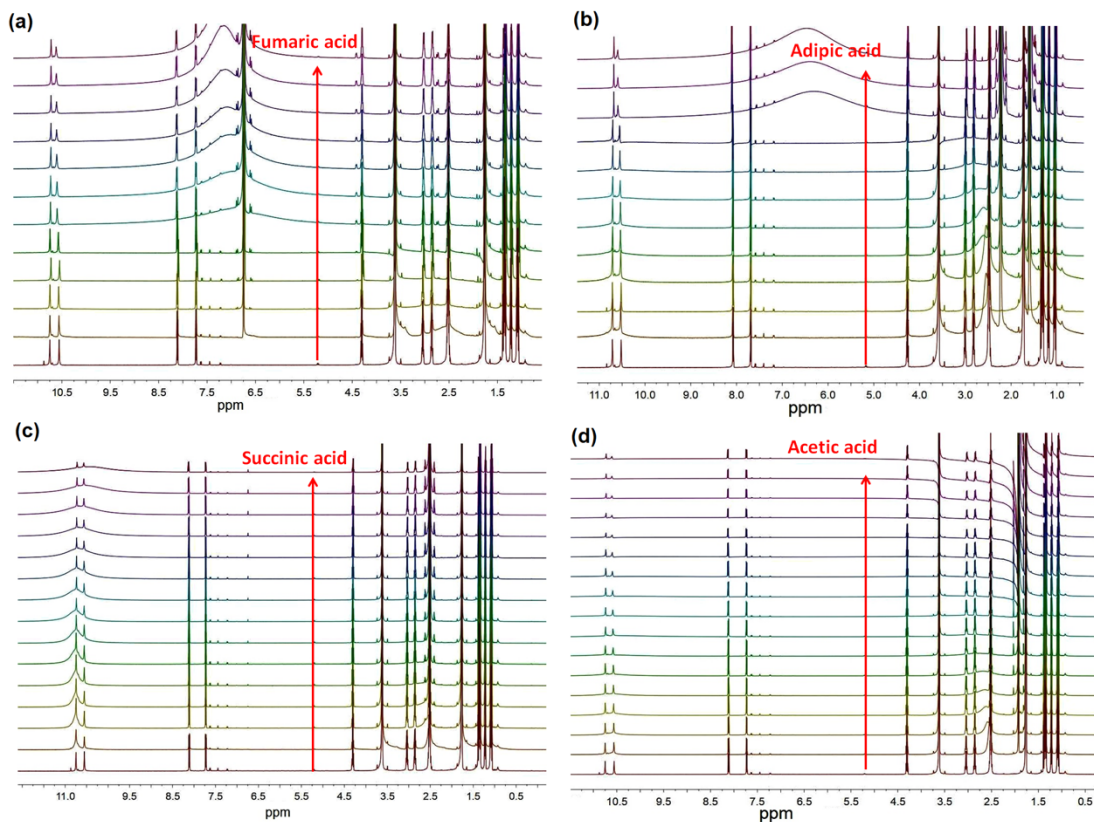 (a)
Fumaric acid
10.5 9.5 8.5 7.5 6.5 5.5 4.5 3.5 2.5 1.5
ppm
(b)
Adipic acid
11.0 10.0 9.0 8.0 7.0 6.0 5.0 4.0 3.0 2.0 1.0
ppm
(c)
Succinic acid
11.5 10.5 9.5 8.5 7.5 6.5 5.5 4.5 3.5 2.5 1.5 0.5
ppm
(d)
Acetic acid
10.5 9.5 8.5 7.5 6.5 5.5 4.5 3.5 2.5 1.5 0.5
ppm